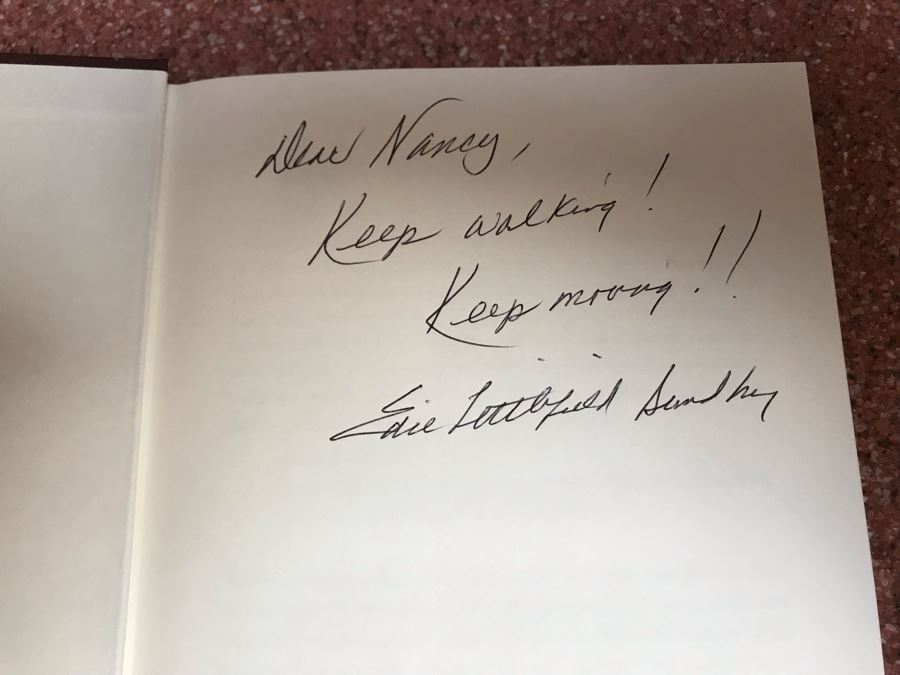 Dear Nancy,
Keep walking!
Keep moving!!
Edie Littlefield Sundby